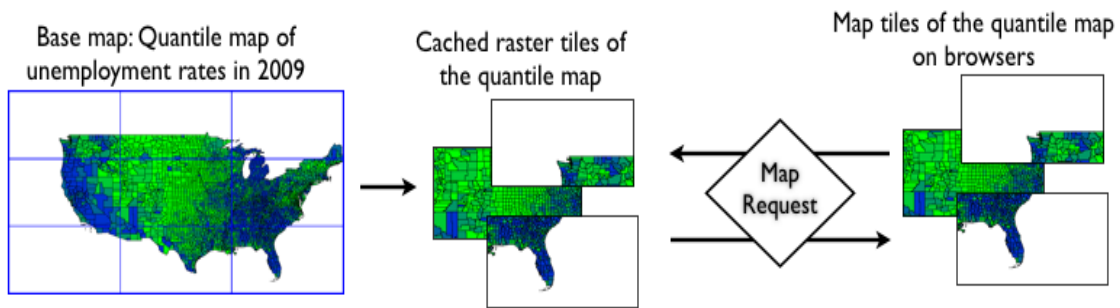 Base map: Quantile map of
unemployment rates in 2009
Cached raster tiles of
the quantile map
Map
Request
Map tiles of the quantile map
on browsers